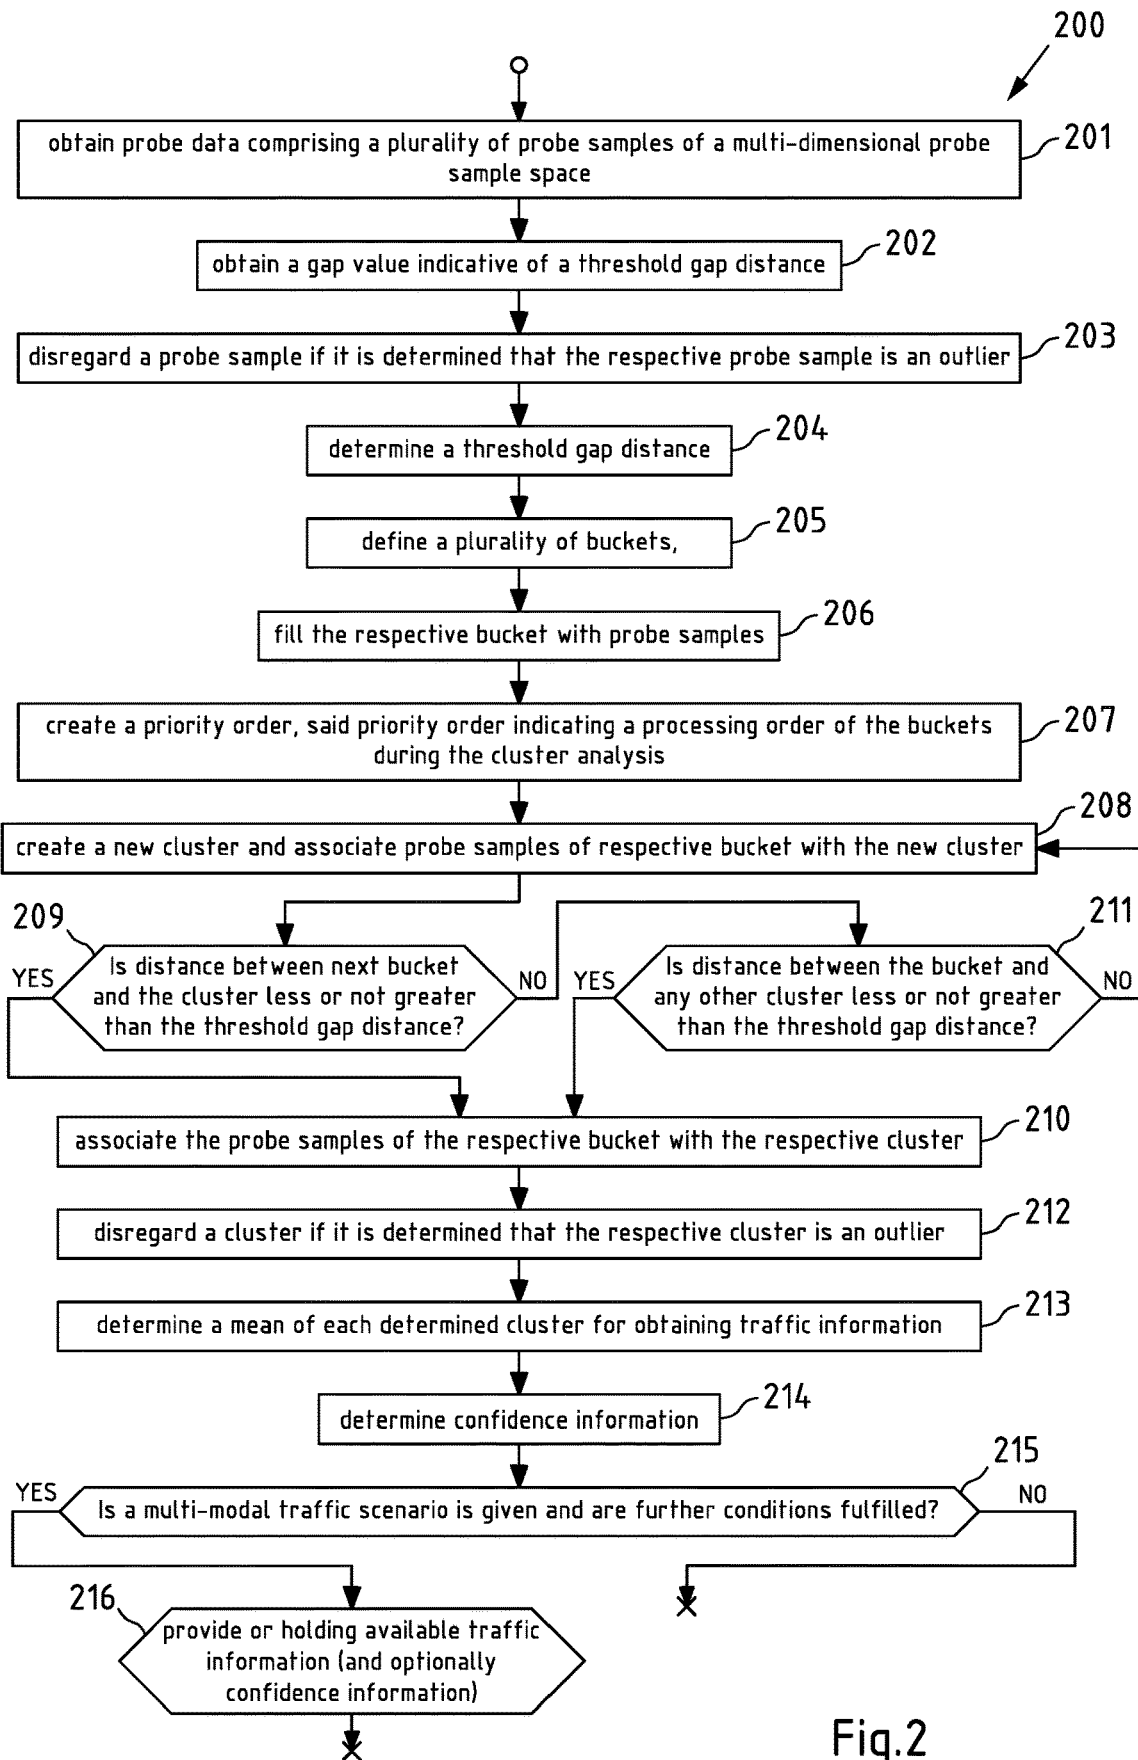 200
obtain probe data comprising a plurality of probe samples of a multi-dimensional probe
sample space
201
obtain a gap value indicative of a threshold gap distance
202
disregard a probe sample if it is determined that the respective probe sample is an outlier
203
determine a threshold gap distance
204
define a plurality of buckets,
205
fill the respective bucket with probe samples
206
create a priority order, said priority order indicating a processing order of the buckets
during the cluster analysis
207
create a new cluster and associate probe samples of respective bucket with the new cluster
208
209
YES
Is distance between next bucket
and the cluster less or not greater
than the threshold gap distance?
NO
211
YES
Is distance between the bucket and
any other cluster less or not greater
than the threshold gap distance?
NO
associate the probe samples of the respective bucket with the respective cluster
210
disregard a cluster if it is determined that the respective cluster is an outlier
212
determine a mean of each determined cluster for obtaining traffic information
213
determine confidence information
214
215
YES
Is a multi-modal traffic scenario is given and are further conditions fulfilled?
NO
216
provide or holding available traffic
information (and optionally
confidence information)
Fig.2